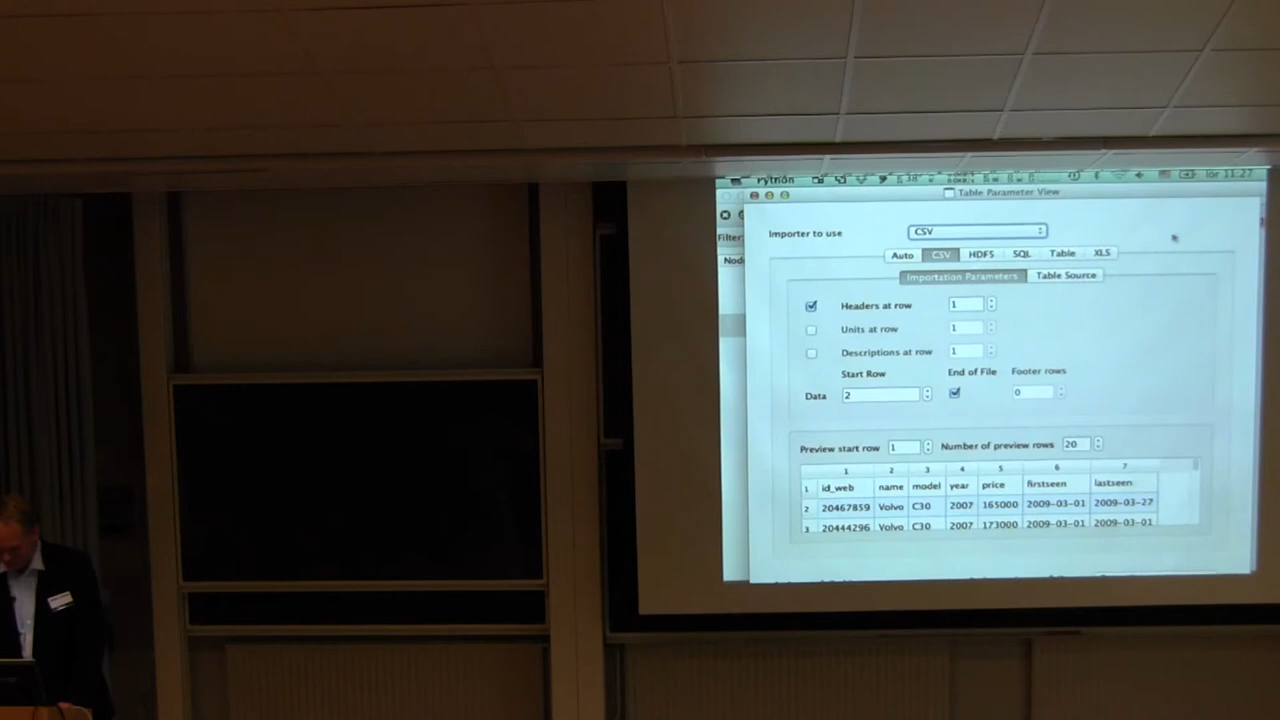 Python lör 11:27
Table Parameter View
Filter:
Importer to use CSV
Auto CSV HDF5 SQL Table XLS
Importation Parameters Table Source
Headers at row 1
Units at row 1
Descriptions at row 1
Start Row End of File Footer rows
Data 2 0
Preview start row 1 Number of preview rows 20
1 2 3 4 5 6 7
1 id_web name model year price firstseen lastseen
2 20467859 Volvo C30 2007 165000 2009-03-01 2009-03-27
3 20444296 Volvo C30 2007 173000 2009-03-01 2009-03-01